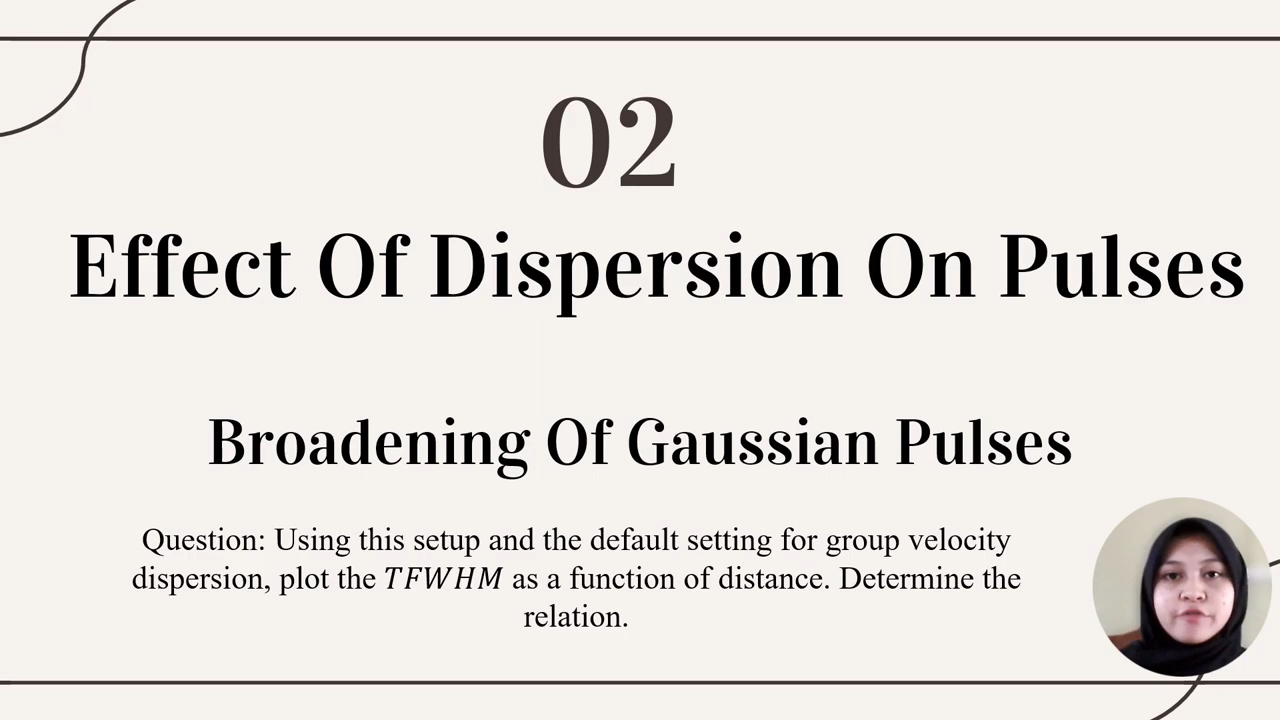 02
Effect Of Dispersion On Pulses
Broadening Of Gaussian Pulses
Question: Using this setup and the default setting for group velocity
dispersion, plot the 𝑇𝐹𝑊𝐻𝑀 as a function of distance. Determine the
relation.